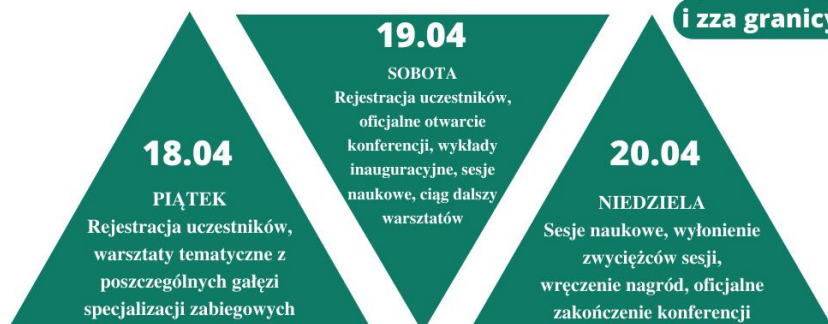 i zza granicy
18.04
PIĄTEK
Rejestracja uczestników,
warsztaty tematyczne z
poszczególnych gałęzi
specjalizacji zabiegowych
19.04
SOBOTA
Rejestracja uczestników,
oficjalne otwarcie
konferencji, wykłady
inauguracyjne, sesje
naukowe, ciąg dalszy
warsztatów
20.04
NIEDZIELA
Sesje naukowe, wyłonienie
zwyciężców sesji,
wręczenie nagród, oficjalne
zakończenie konferencji